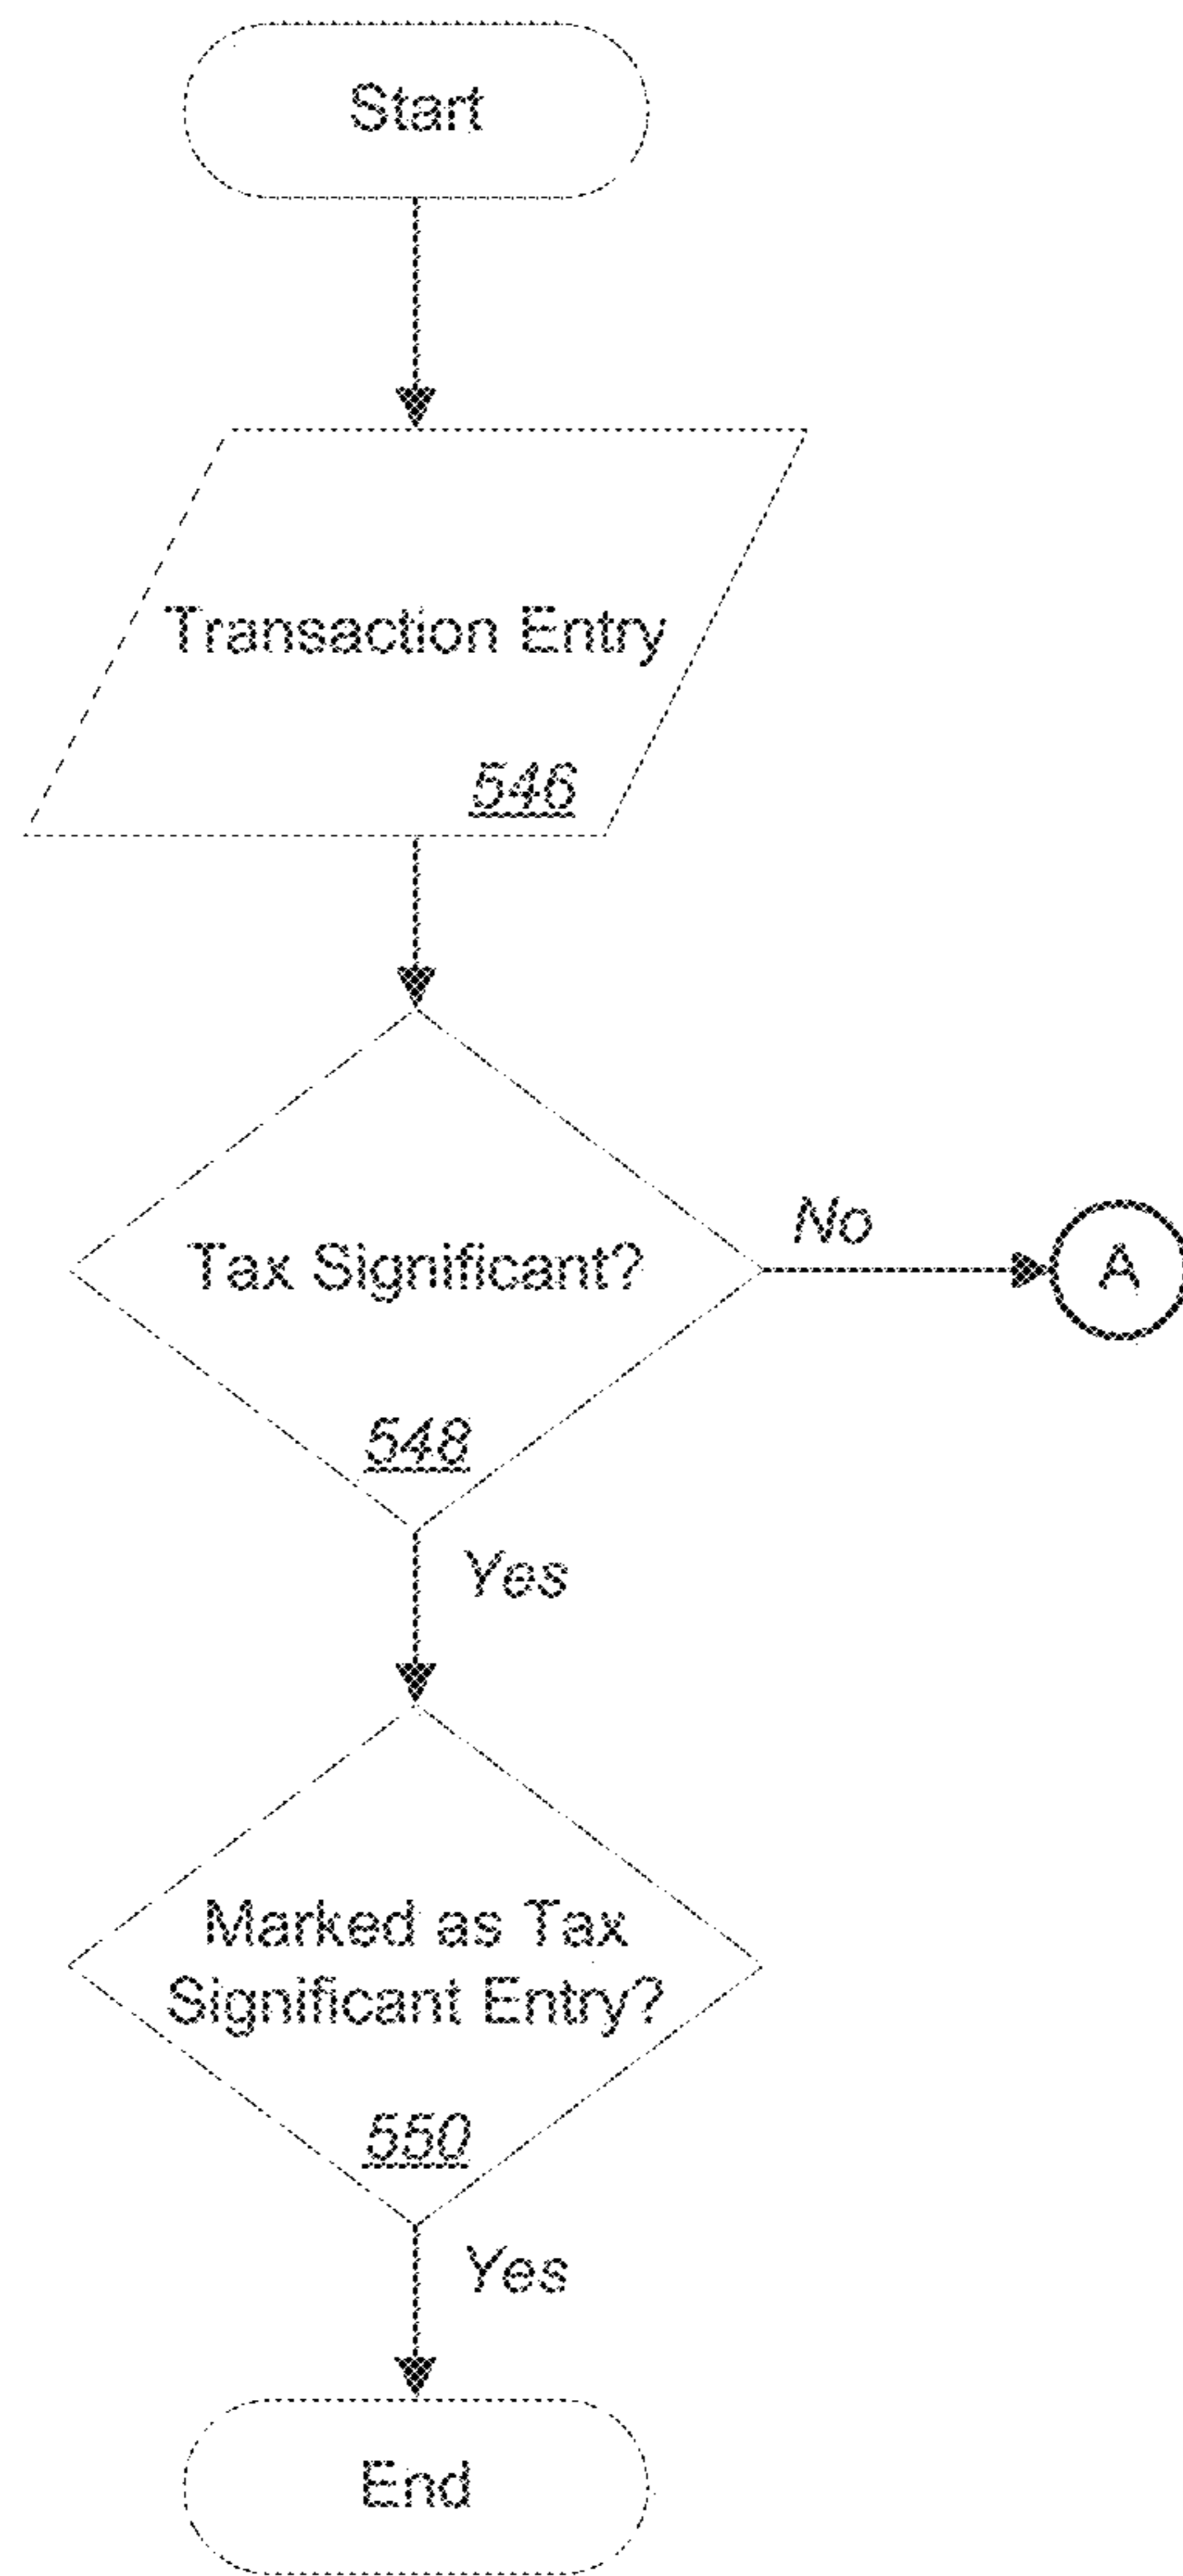 Start
Transaction Entry
546
Tax Significant?
No
A
548
Yes
Marked as Tax
Significant Entry?
550
Yes
End